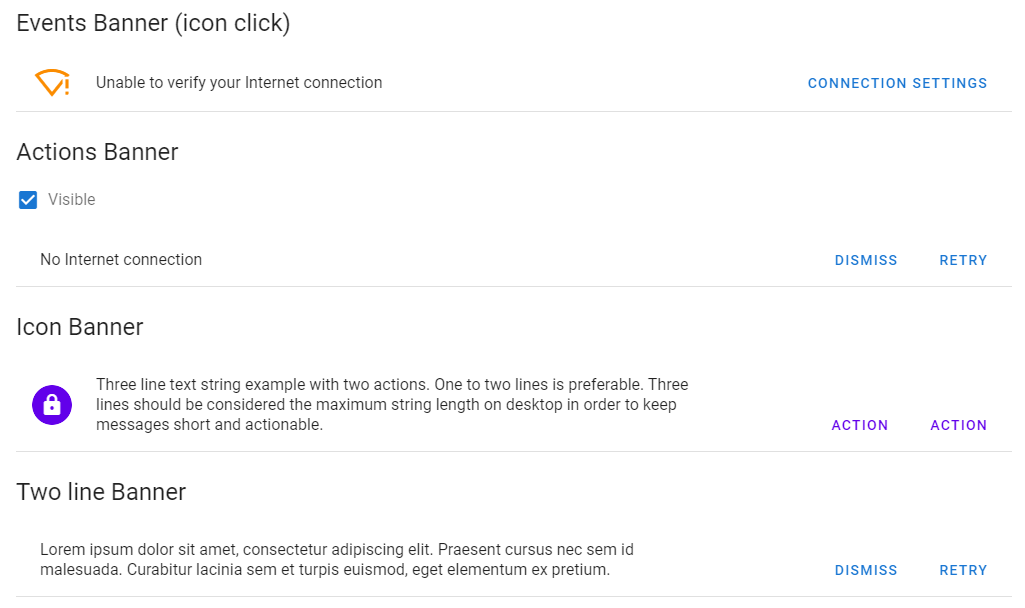 Events Banner (icon click)
Unable to verify your Internet connection CONNECTION SETTINGS
Actions Banner
Visible
No Internet connection DISMISS RETRY
Icon Banner
Three line text string example with two actions. One to two lines is preferable. Three
lines should be considered the maximum string length on desktop in order to keep
messages short and actionable. ACTION ACTION
Two line Banner
Lorem ipsum dolor sit amet, consectetur adipiscing elit. Praesent cursus nec sem id
malesuada. Curabitur lacinia sem et turpis euismod, eget elementum ex pretium. DISMISS RETRY